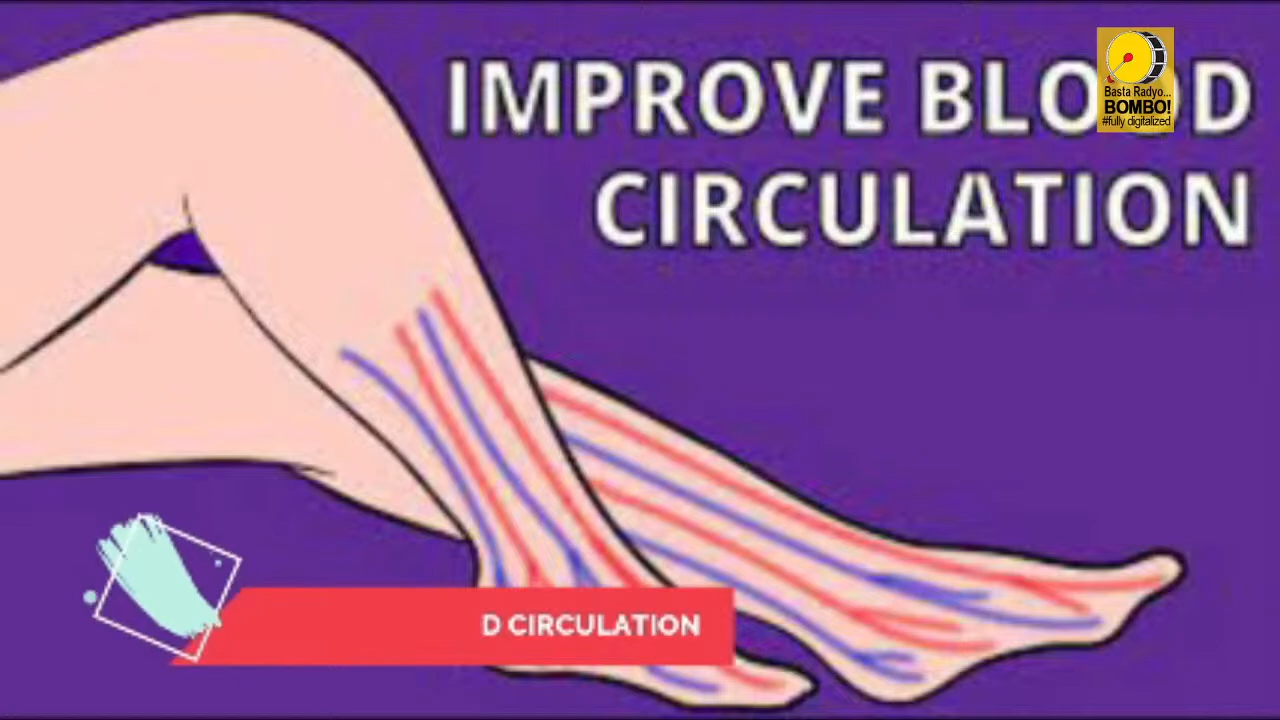 IMPROVE BLOOD
CIRCULATION
Basta Radyo...
BOMBO!
#fully digitalized
D CIRCULATION